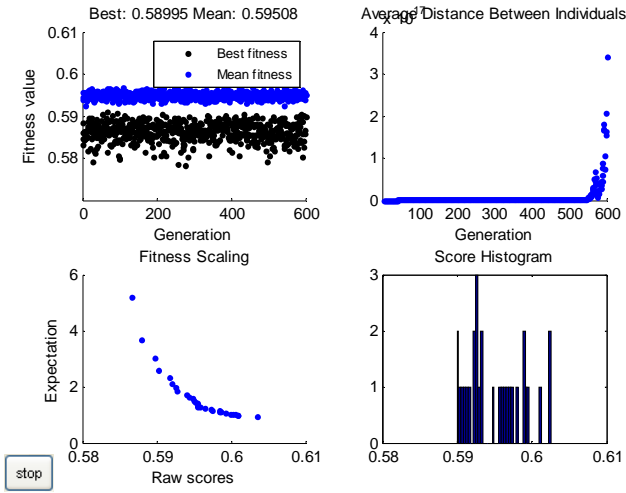 Best: 0.58995 Mean: 0.59508
0.61
0.6
0.59
0.58
Fitness value
Best fitness
Mean fitness
0
200
400
600
Generation
Average Distance Between Individuals
x 10^17
4
3
2
1
0
100
200
300
400
500
600
Generation
Fitness Scaling
6
4
2
0
Expectation
0.58
0.59
0.6
0.61
Raw scores
Score Histogram
3
2
1
0
0.58
0.59
0.6
0.61
stop